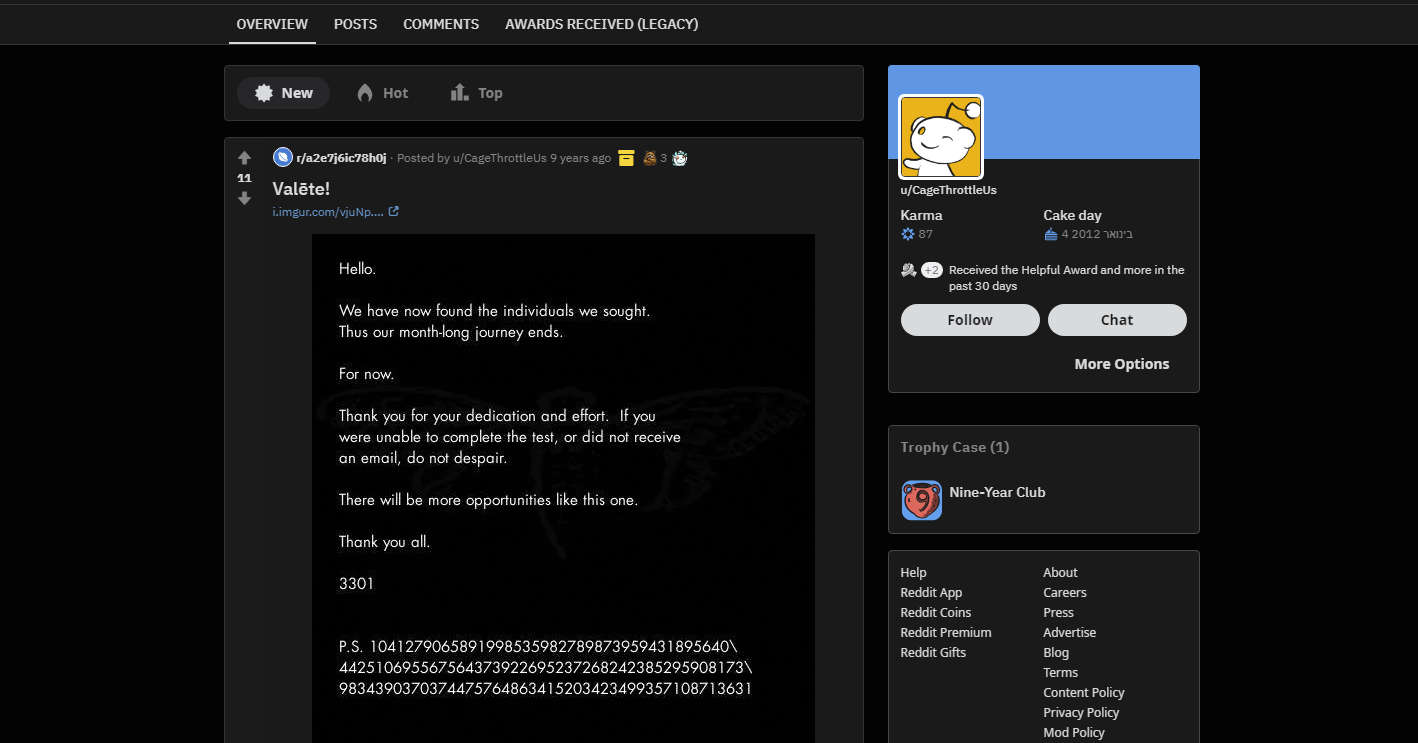 OVERVIEW POSTS COMMENTS AWARDS RECEIVED (LEGACY)
New Hot Top
r/a2e7j6ic78h0j · Posted by u/CageThrottleUs 9 years ago 3
11
Valēte!
i.imgur.com/vjuNp....
Hello.
We have now found the individuals we sought.
Thus our month-long journey ends.
For now.
Thank you for your dedication and effort. If you
were unable to complete the test, or did not receive
an email, do not despair.
There will be more opportunities like this one.
Thank you all.
3301
P.S. 10412790658919985359827898739594318956404\
44251069556756437392269523726824238529590817\
98343903703744757648634152034234993571087136311
u/CageThrottleUs
Karma Cake day
87 4 בינואר 2012
+2 Received the Helpful Award and more in the
past 30 days
Follow Chat
More Options
Trophy Case (1)
9 Nine-Year Club
Help About
Reddit App Careers
Reddit Coins Press
Reddit Premium Advertise
Reddit Gifts Blog
Terms
Content Policy
Privacy Policy
Mod Policy